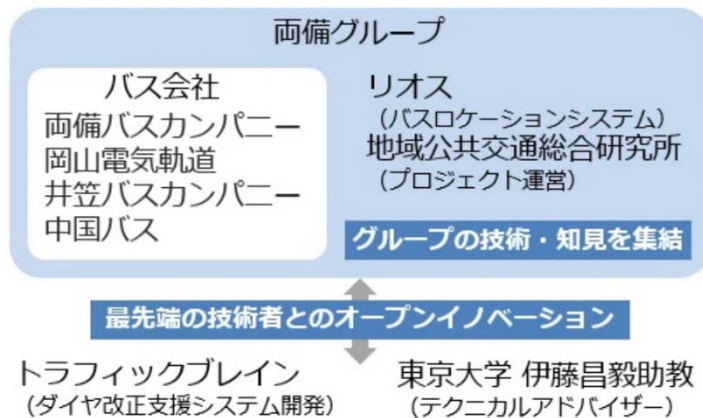 両備グループ
バス会社
両備バスカンパニー
岡山電気軌道
井笠バスカンパニー
中国バス
リオス
(バスロケーションシステム)
地域公共交通総合研究所
(プロジェクト運営)
グループの技術・知見を集結
最先端の技術者とのオープンイノベーション
トラフィックブレイン
(ダイヤ改正支援システム開発)
東京大学 伊藤昌毅助教
(テクニカルアドバイザー)